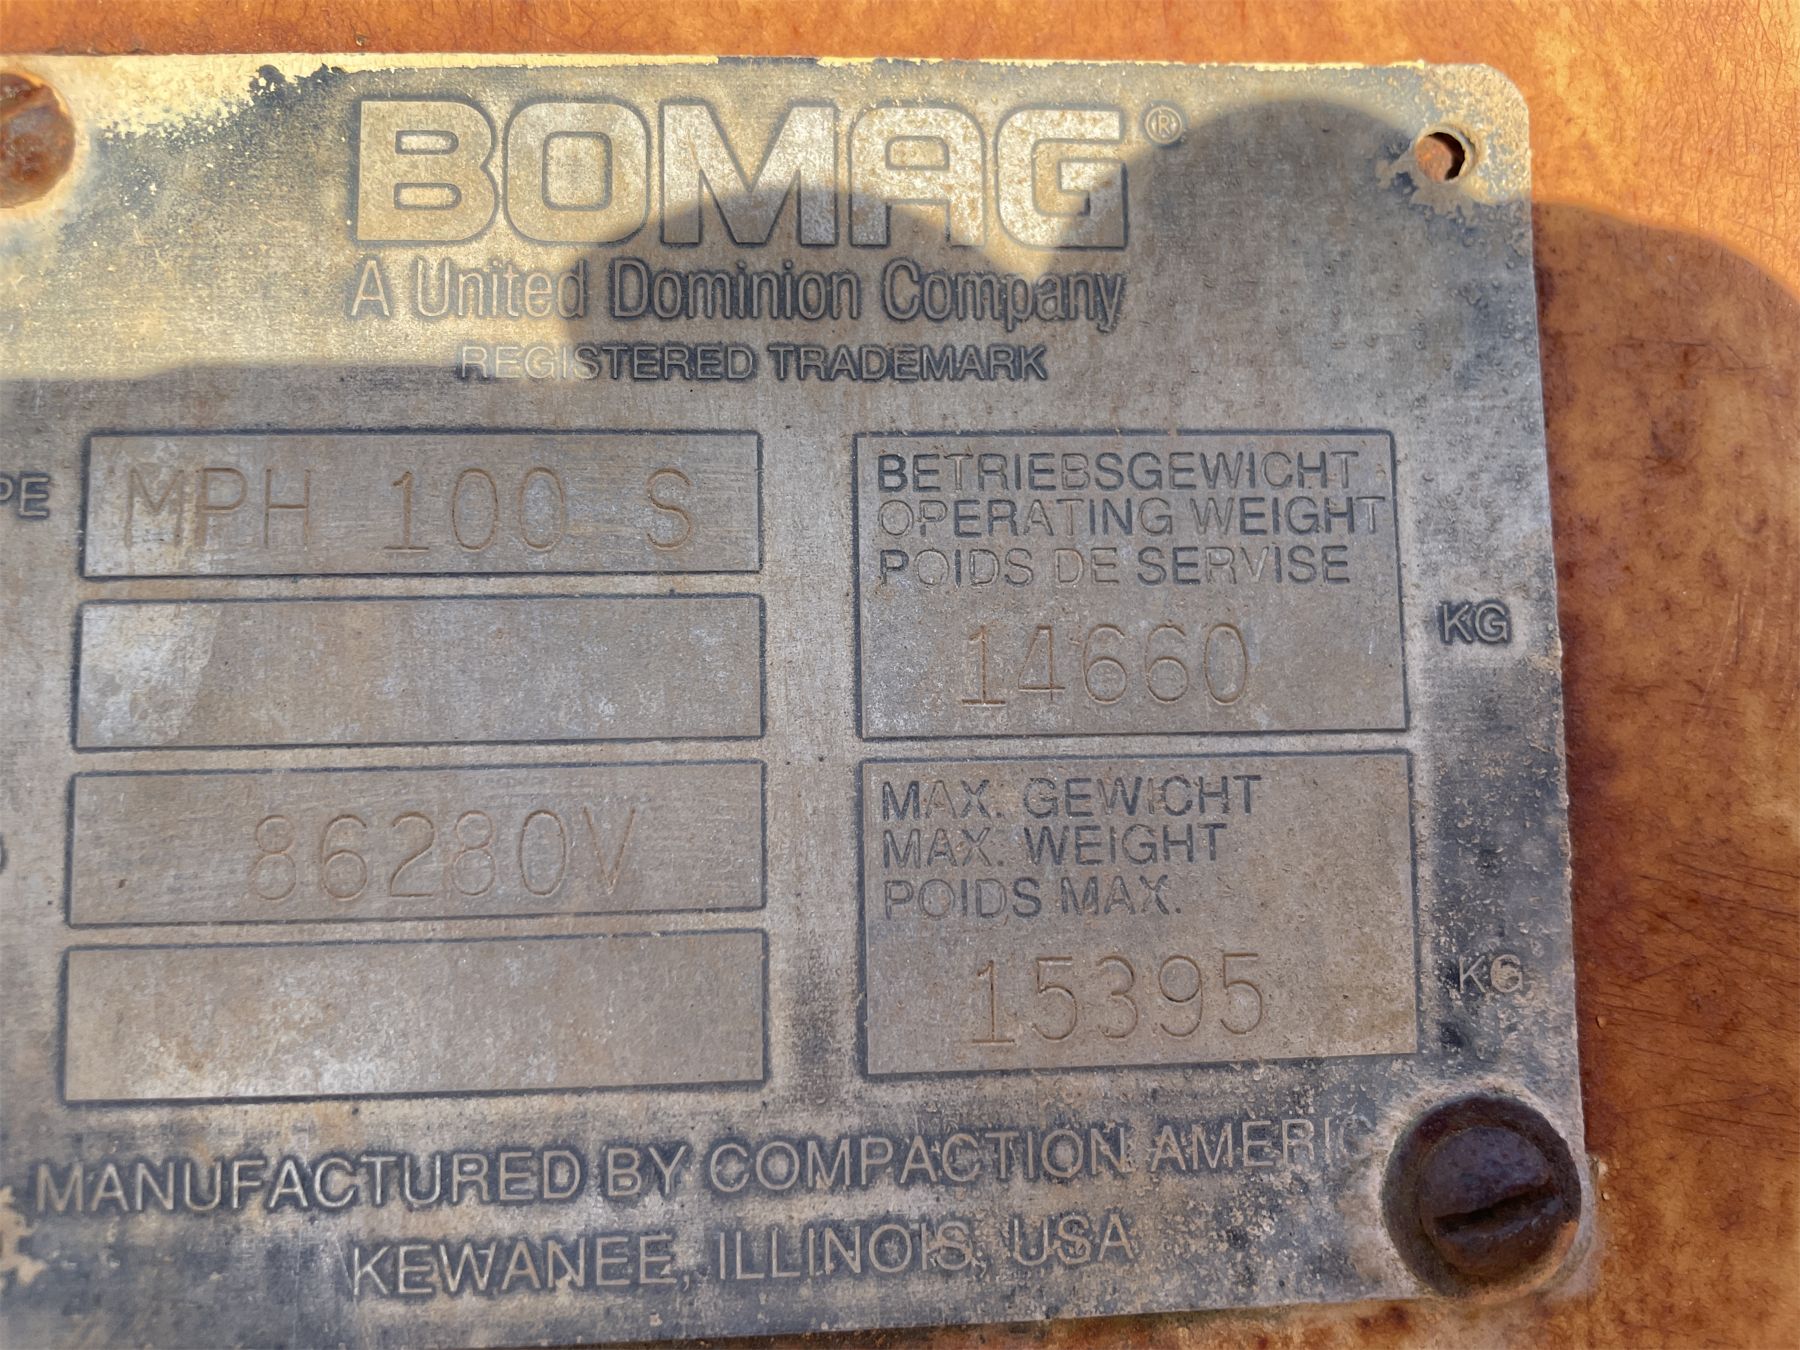 BOMAG®
A United Dominion Company
REGISTERED TRADEMARK
MPH 100 S
86280V
BETRIEBSGEWICHT
OPERATING WEIGHT
POIDS DE SERVISE
14660
KG
MAX. GEWICHT
MAX. WEIGHT
POIDS MAX.
15395
KG
MANUFACTURED BY COMPACTION
KEWANEE, ILLINOIS, USA